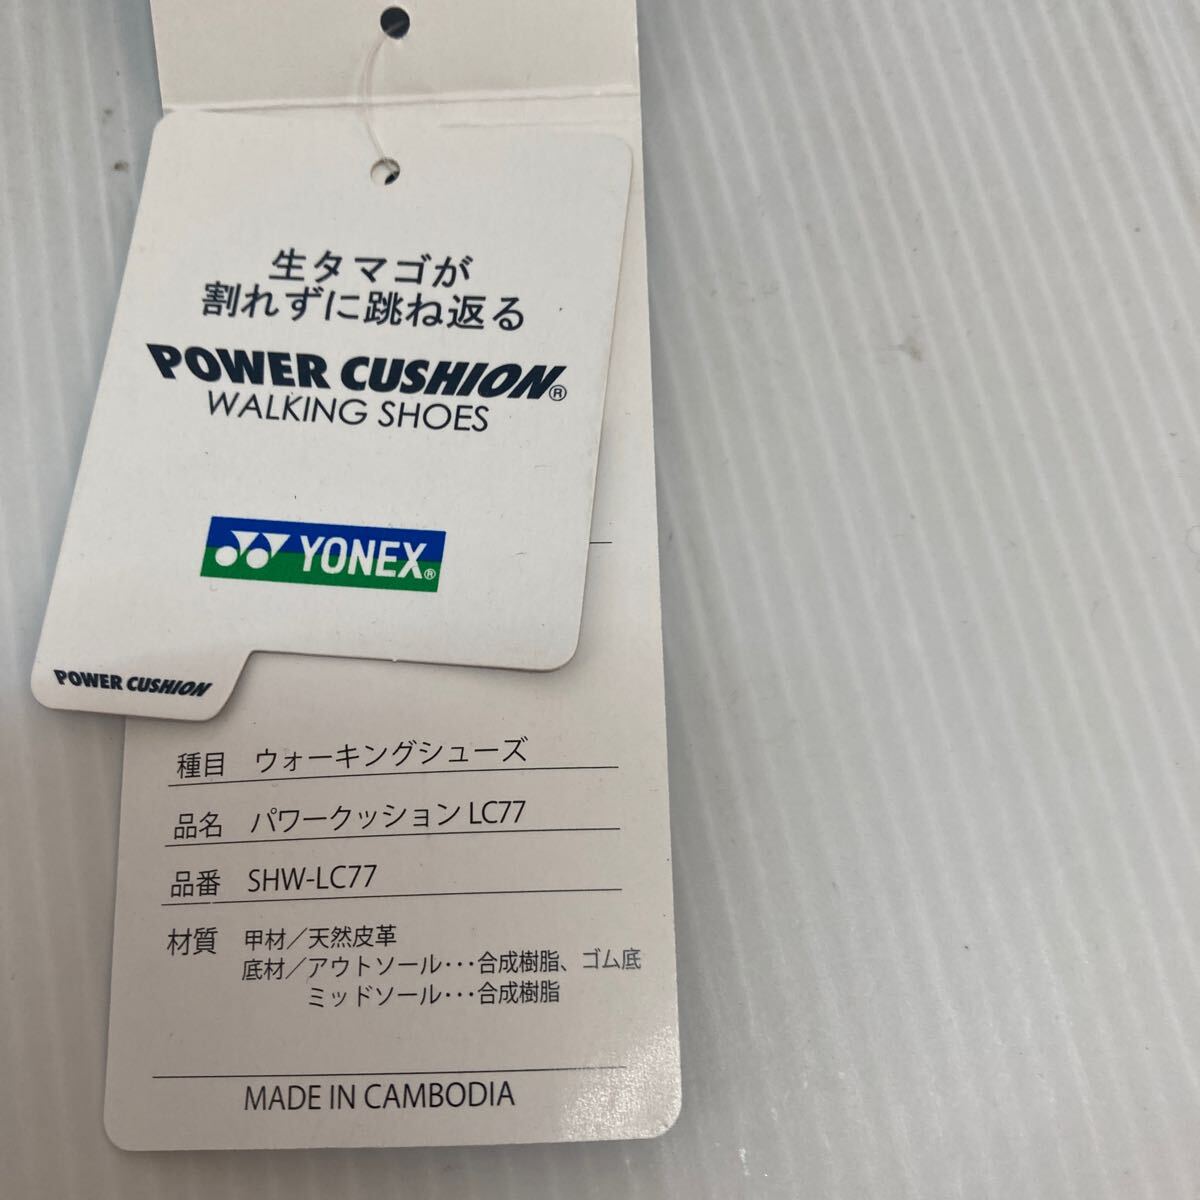 生タマゴが
割れずに跳ね返る
POWER CUSHION®
WALKING SHOES
YONEX®
POWER CUSHION
種目 ウォーキングシューズ
品名 パワークッション LC77
品番 SHW-LC77
材質 甲材／天然皮革
底材／アウトソール・・・合成樹脂、ゴム底
ミッドソール・・・合成樹脂
MADE IN CAMBODIA